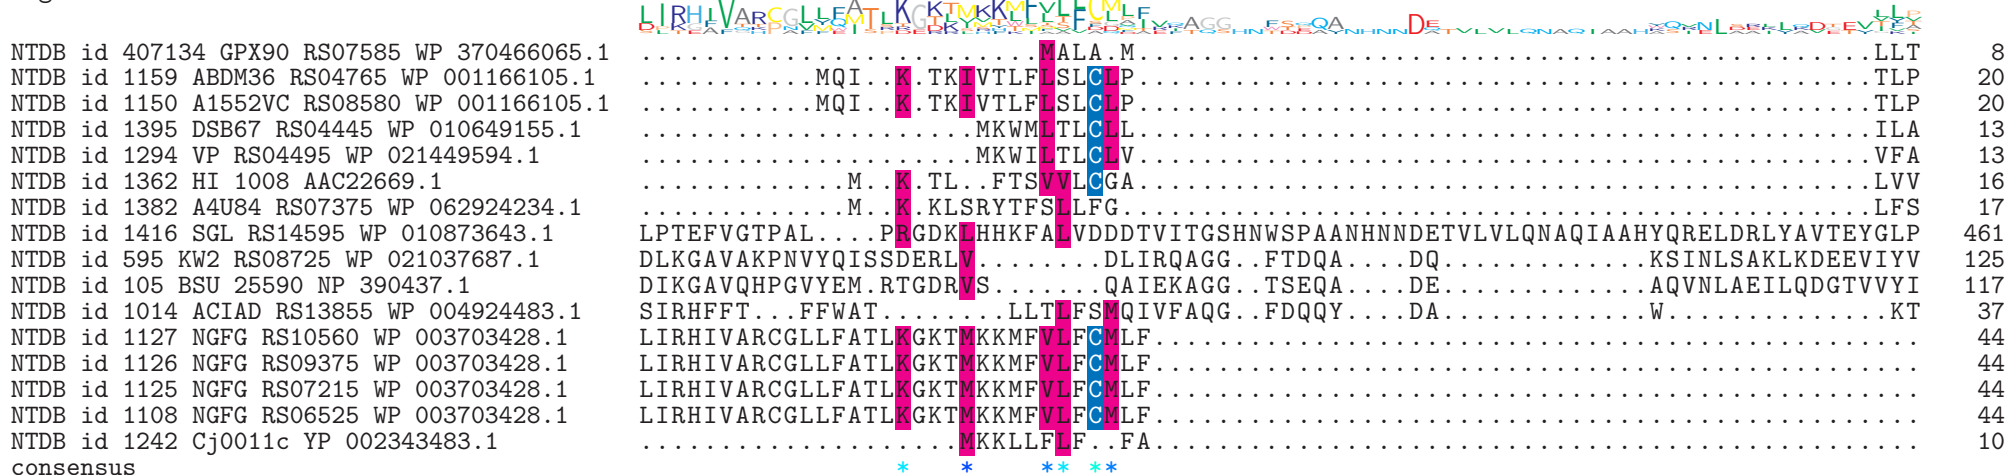 NTDB id 407134 GPX90 RS07585 WP 370466065.1 .........................MALA.M..............................................LLT 8
NTDB id 1159 ABDM36 RS04765 WP 001166105.1 ...........MQI..K.TKIVTLFLSLCLP..............................................TLP 20
NTDB id 1150 A1552VC RS08580 WP 001166105.1 ...........MQI..K.TKIVTLFLSLCLP..............................................TLP 20
NTDB id 1395 DSB67 RS04445 WP 010649155.1 .....................MKWMLTLCLL..............................................ILA 13
NTDB id 1294 VP RS04495 WP 021449594.1 .....................MKWILTLCLV..............................................VFA 13
NTDB id 1362 HI 1008 AAC22669.1 .............M..K.TL..FTSVVLCGA..............................................LVV 16
NTDB id 1382 A4U84 RS07375 WP 062924234.1 .............M..K.KLSRYTFSLLFG...............................................LFS 17
NTDB id 1416 SGL RS14595 WP 010873643.1 LPTEFVGTPAL....PRGDKLHHKFALVDDDTVITGSHNWSPAANHNNDETVLVLQNAQIAAHYQRELDRLYAVTEYGLP 461
NTDB id 595 KW2 RS08725 WP 021037687.1 DLKGAVAKPNVYQISSDERLV........DLIRQAGG..FTDQA....DQ.............KSINLSAKLKDEEVIYV 125
NTDB id 105 BSU 25590 NP 390437.1 DIKGAVQHPGVYEM.RTGDRVS.......QAIEKAGG..TSEQA....DE.............AQVNLAEILQDGTVVYI 117
NTDB id 1014 ACIAD RS13855 WP 004924483.1 SIRHFFT...FFWAT........LLTLFSMQIVFAQG..FDQQY....DA.............W..............KT 37
NTDB id 1127 NGFG RS10560 WP 003703428.1 LIRHIVARCGLLFATLKGKTMKKMFVLFCMLF................................................ 44
NTDB id 1126 NGFG RS09375 WP 003703428.1 LIRHIVARCGLLFATLKGKTMKKMFVLFCMLF................................................ 44
NTDB id 1125 NGFG RS07215 WP 003703428.1 LIRHIVARCGLLFATLKGKTMKKMFVLFCMLF................................................ 44
NTDB id 1108 NGFG RS06525 WP 003703428.1 LIRHIVARCGLLFATLKGKTMKKMFVLFCMLF................................................ 44
NTDB id 1242 Cj0011c YP 002343483.1 ....................MKKLLFLF..FA................................................ 10
consensus * * ** **